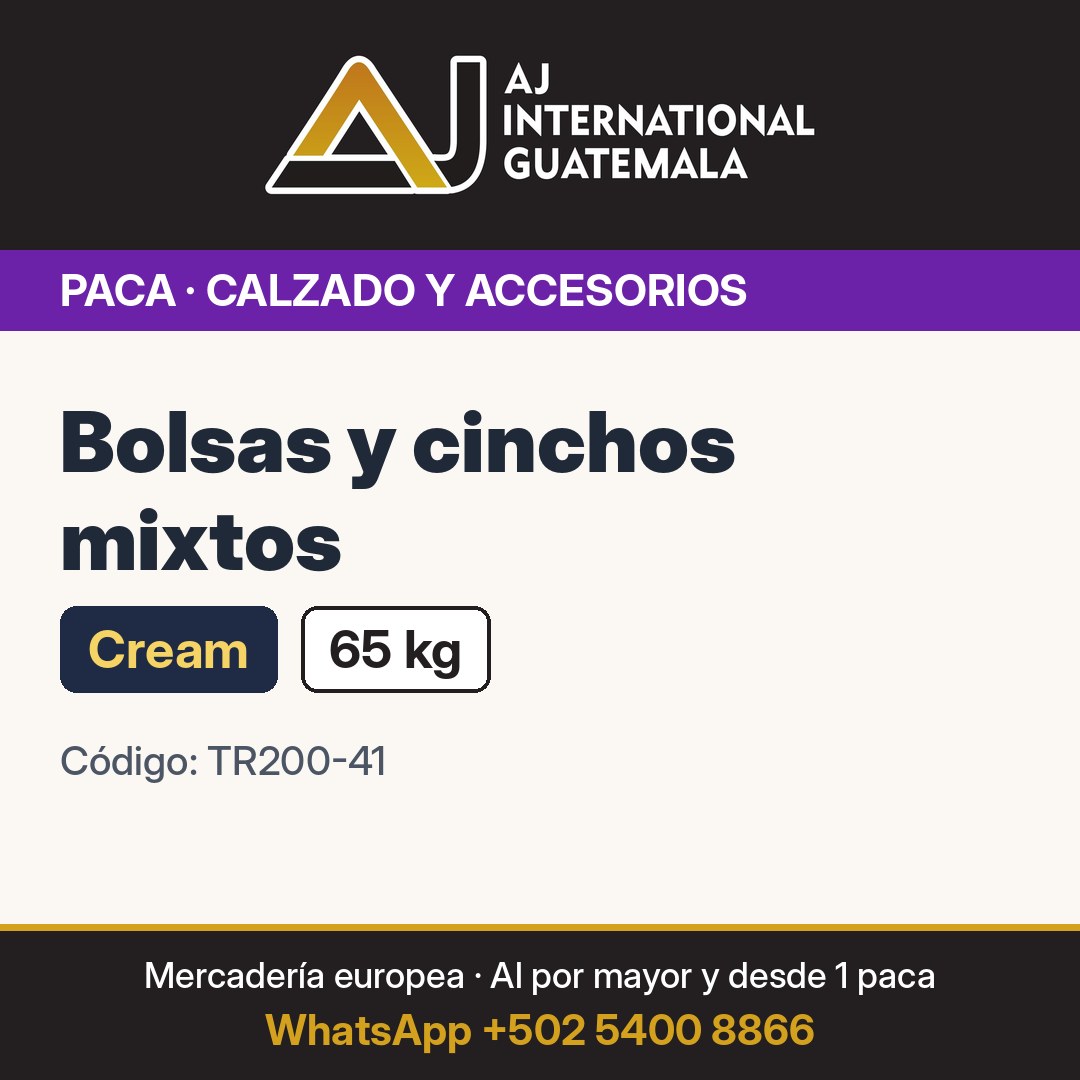 AJ
AJ
INTERNATIONAL
GUATEMALA
PACA · CALZADO Y ACCESORIOS
Bolsas y cinchos
mixtos
Cream
65 kg
Código: TR200-41
Mercadería europea · Al por mayor y desde 1 paca
WhatsApp +502 5400 8866